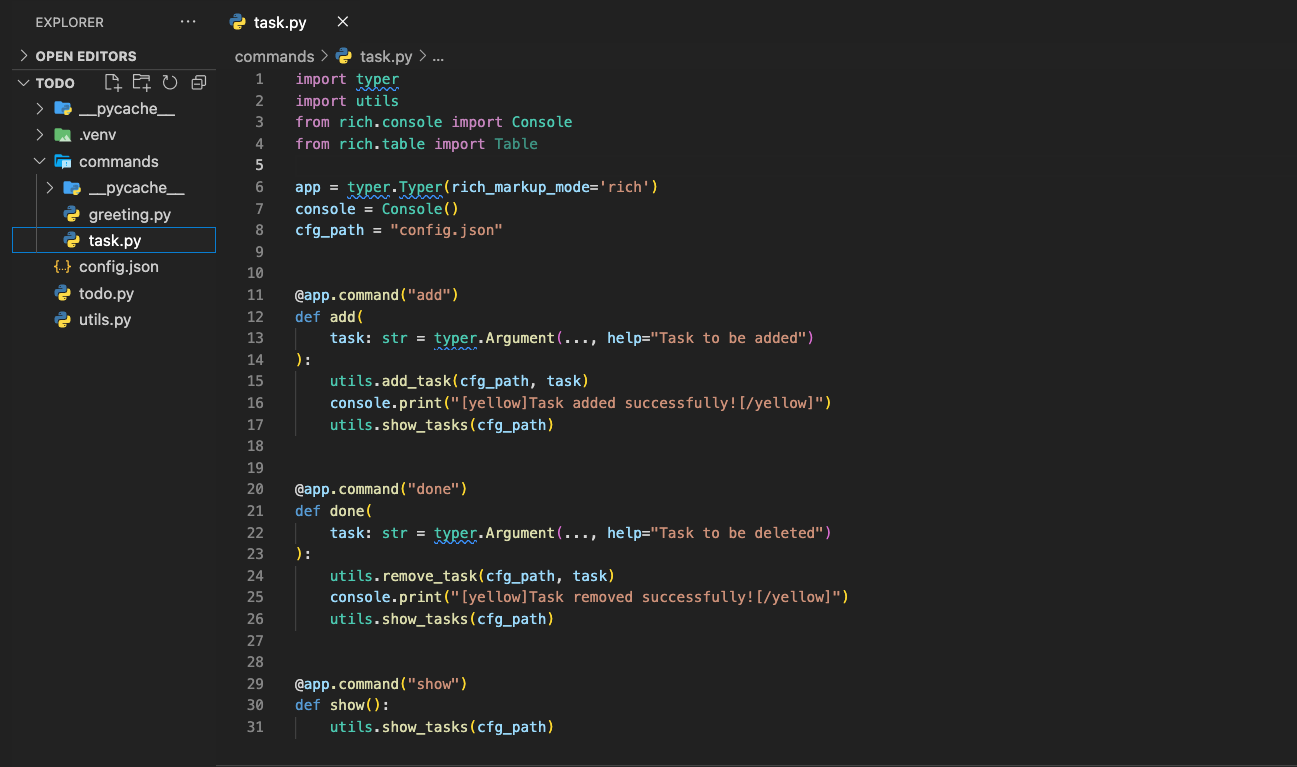 EXPLORER
...
OPEN EDITORS
TODO
__pycache__
.venv
commands
__pycache__
greeting.py
task.py
config.json
todo.py
utils.py
task.py
commands > task.py > ...
1 import typer
2 import utils
3 from rich.console import Console
4 from rich.table import Table
5
6 app = typer.Typer(rich_markup_mode='rich')
7 console = Console()
8 cfg_path = "config.json"
9
10
11 @app.command("add")
12 def add(
13     task: str = typer.Argument(..., help="Task to be added")
14 ):
15     utils.add_task(cfg_path, task)
16     console.print("[yellow]Task added successfully![/yellow]")
17     utils.show_tasks(cfg_path)
18
19
20 @app.command("done")
21 def done(
22     task: str = typer.Argument(..., help="Task to be deleted")
23 ):
24     utils.remove_task(cfg_path, task)
25     console.print("[yellow]Task removed successfully![/yellow]")
26     utils.show_tasks(cfg_path)
27
28
29 @app.command("show")
30 def show():
31     utils.show_tasks(cfg_path)